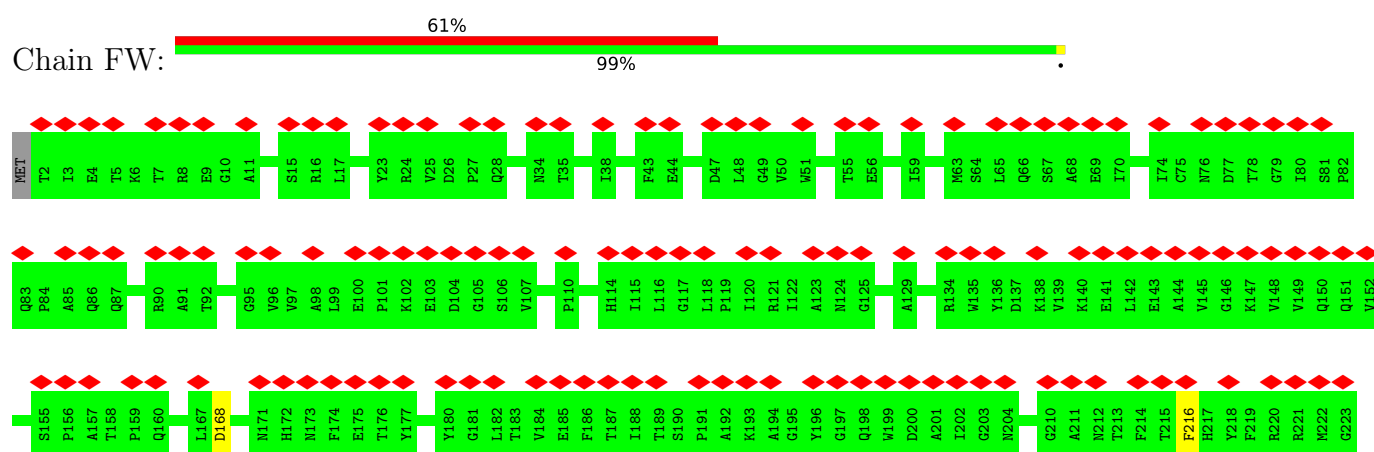 61%
Chain FW:
99% .
MET T2 I3 E4 T5 K6 T7 R8 E9 G10 A11 S15 R16 L17 Y23 R24 V25 D26 P27 Q28 N34 T35 I38 F43 E44 D47 L48 G49 V50 W51 T55 E56 I59 M63 S64 L65 Q66 S67 A68 E69 I70 I74 C75 N76 D77 T78 G79 I80 S81 P82
Q83 P84 A85 Q86 Q87 R90 A91 T92 G95 V96 V97 A98 L99 E100 P101 K102 E103 D104 G105 S106 V107 P110 H114 I115 L116 G117 L118 P119 I120 R121 I122 A123 N124 G125 A129 R134 W135 Y136 D137 K138 V139 K140 E141 L142 E143 A144 V145 G146 K147 V148 V149 Q150 Q151 V152
S155 P156 A157 T158 P159 Q160 L167 D168 N171 H172 N173 F174 E175 T176 Y177 Y180 G181 L182 T183 V184 E185 F186 T187 I188 T189 S190 P191 A192 K193 A194 G195 Y196 G197 Q198 W199 D200 A201 I202 G203 N204 G210 A211 N212 T213 F214 T215 F216 H217 Y218 F219 R220 R221 M222 G223